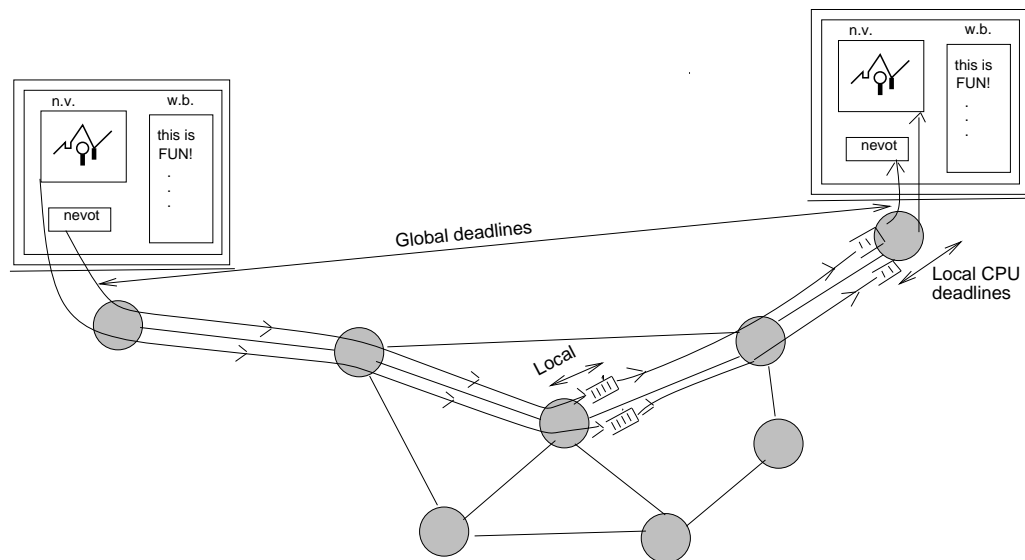 n.v.
w.b.
this is
FUN!
.
.
.
nevot
n.v.
w.b.
this is
FUN!
.
.
.
nevot
Global deadlines
Local CPU
deadlines
Local